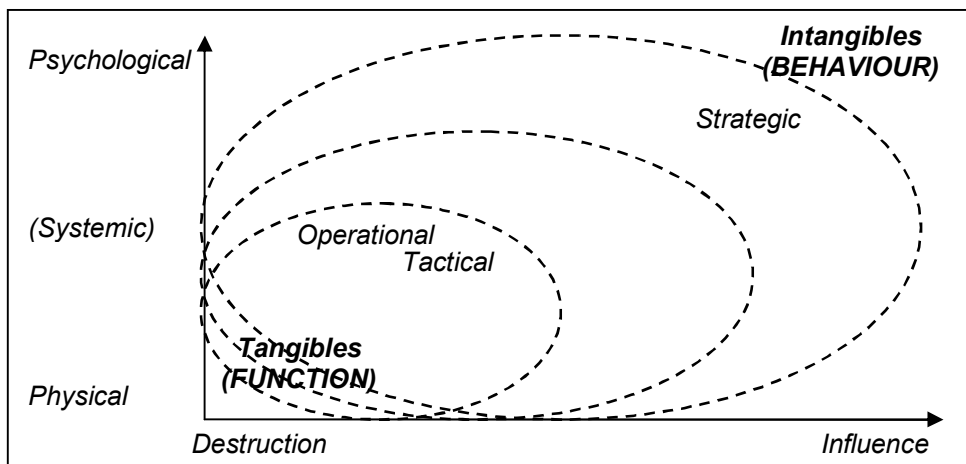 Psychological
Intangibles
(BEHAVIOUR)
Strategic
(Systemic)
Operational
Tactical
Tangibles
(FUNCTION)
Physical
Destruction
Influence